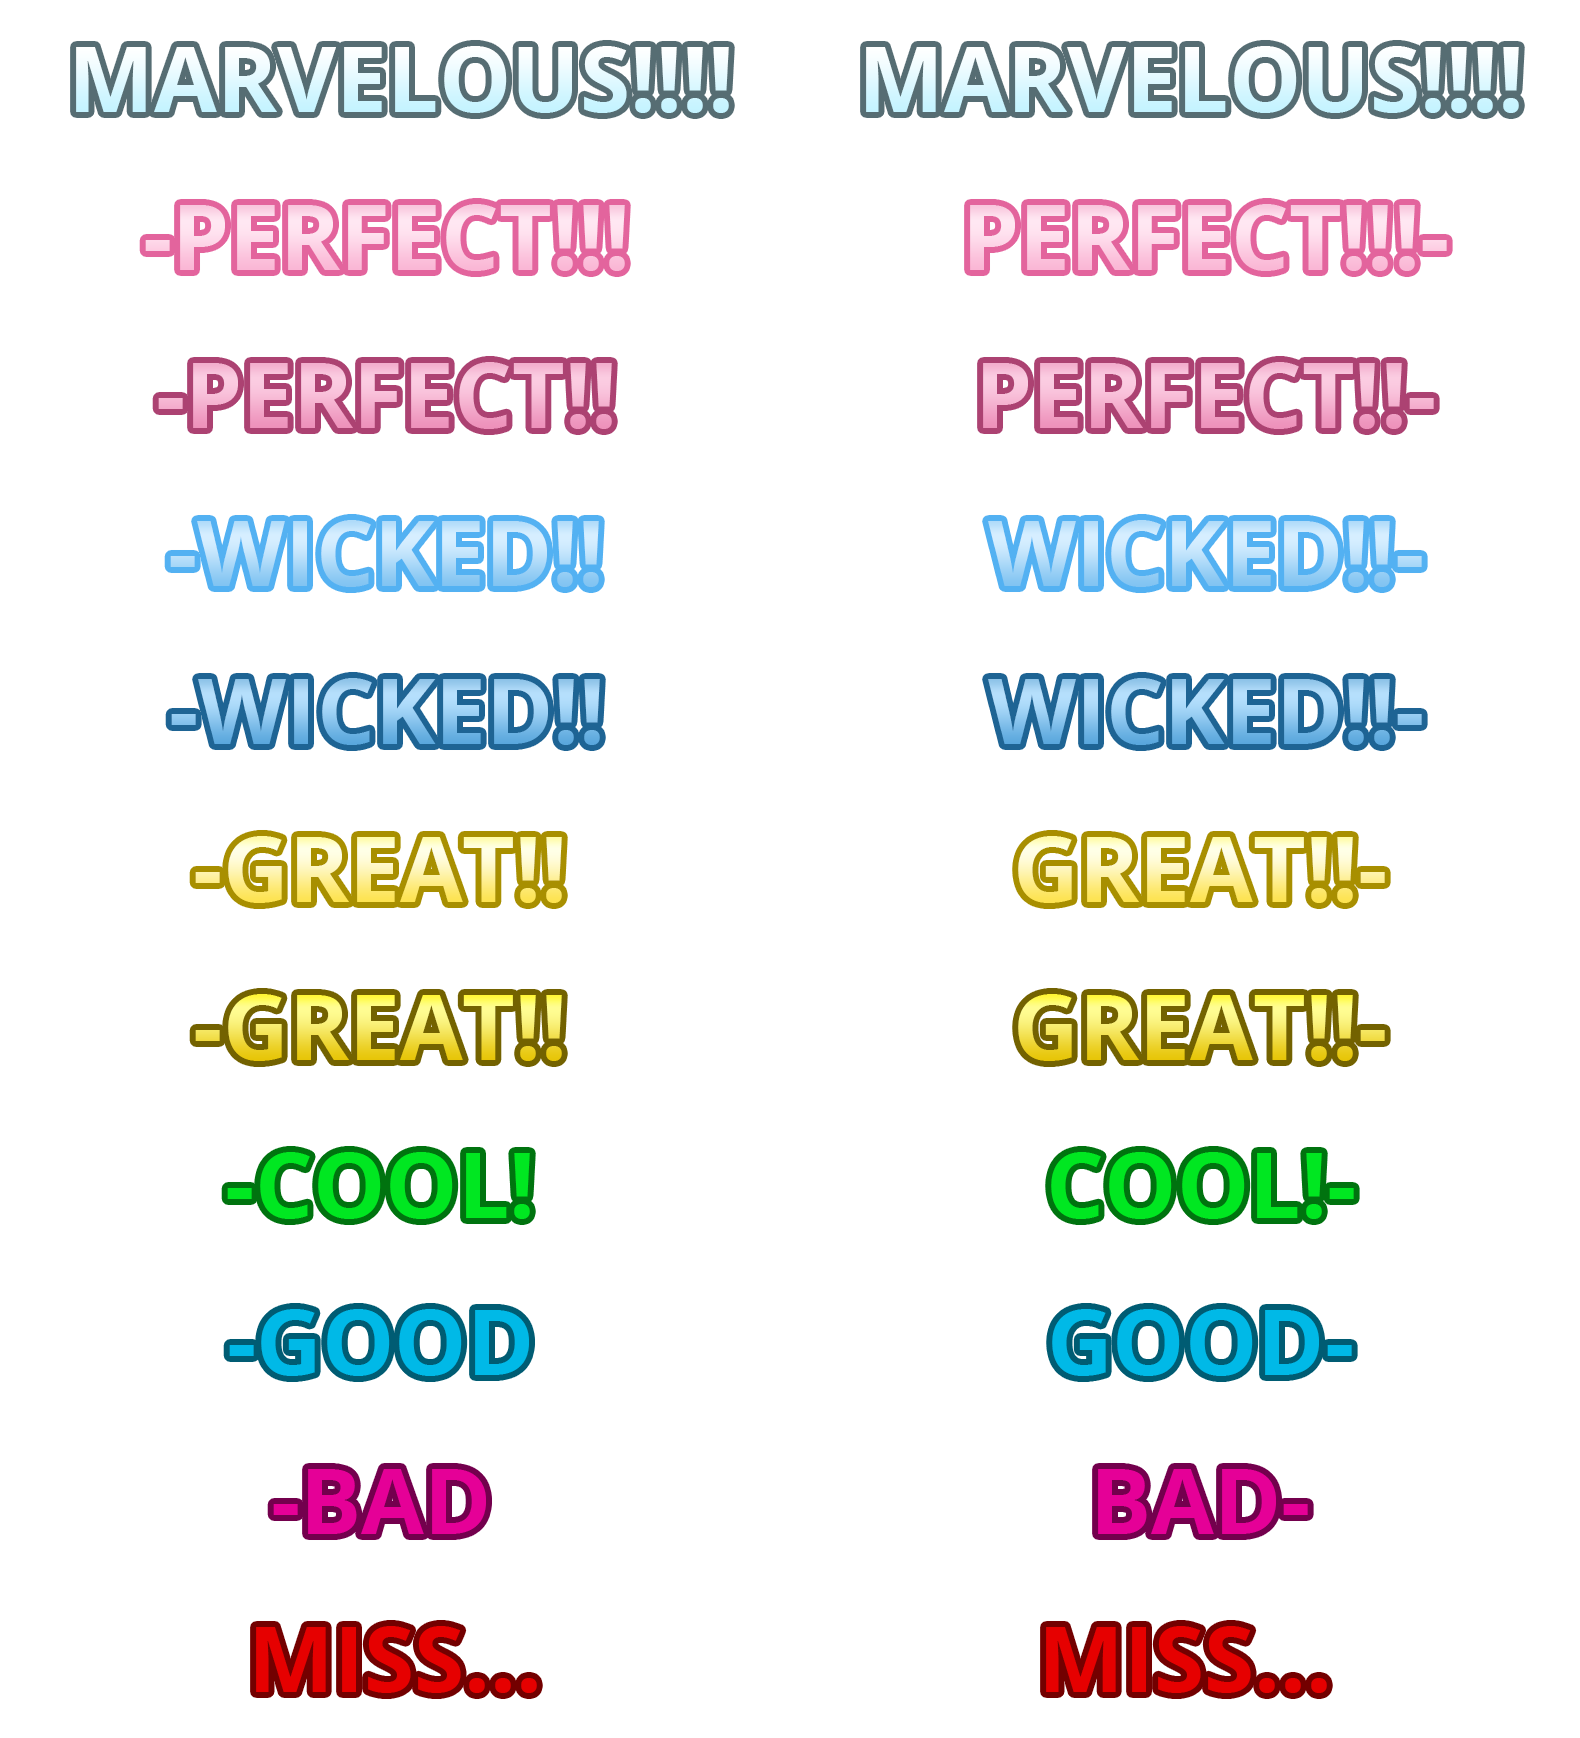 MARVELOUS!!!! MARVELOUS!!!!
-PERFECT!!! PERFECT!!!-
-PERFECT!! PERFECT!!-
-WICKED!! WICKED!!-
-WICKED!! WICKED!!-
-GREAT!! GREAT!!-
-GREAT!! GREAT!!-
-COOL! COOL!-
-GOOD GOOD-
-BAD BAD-
MISS... MISS...